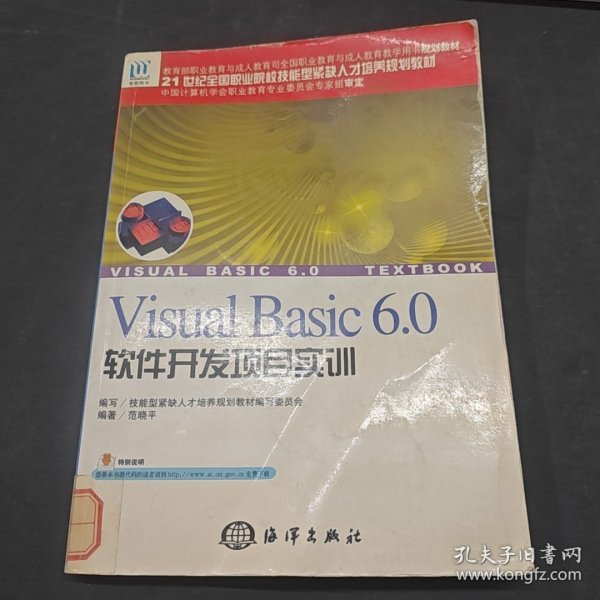 教育部职业教育与成人教育司全国职业教育与成人教育教学用书规划教材
21世纪全国职业院校技能型紧缺人才培养规划教材
中国计算机学会职业教育专业委员会专家组审定
VISUAL BASIC 6.0 TEXTBOOK
Visual Basic 6.0
软件开发项目实训
编写/技能型紧缺人才培养规划教材编写委员会
编著/范晓平
特别说明
海洋出版社
孔夫子旧书网
www.kongfz.com